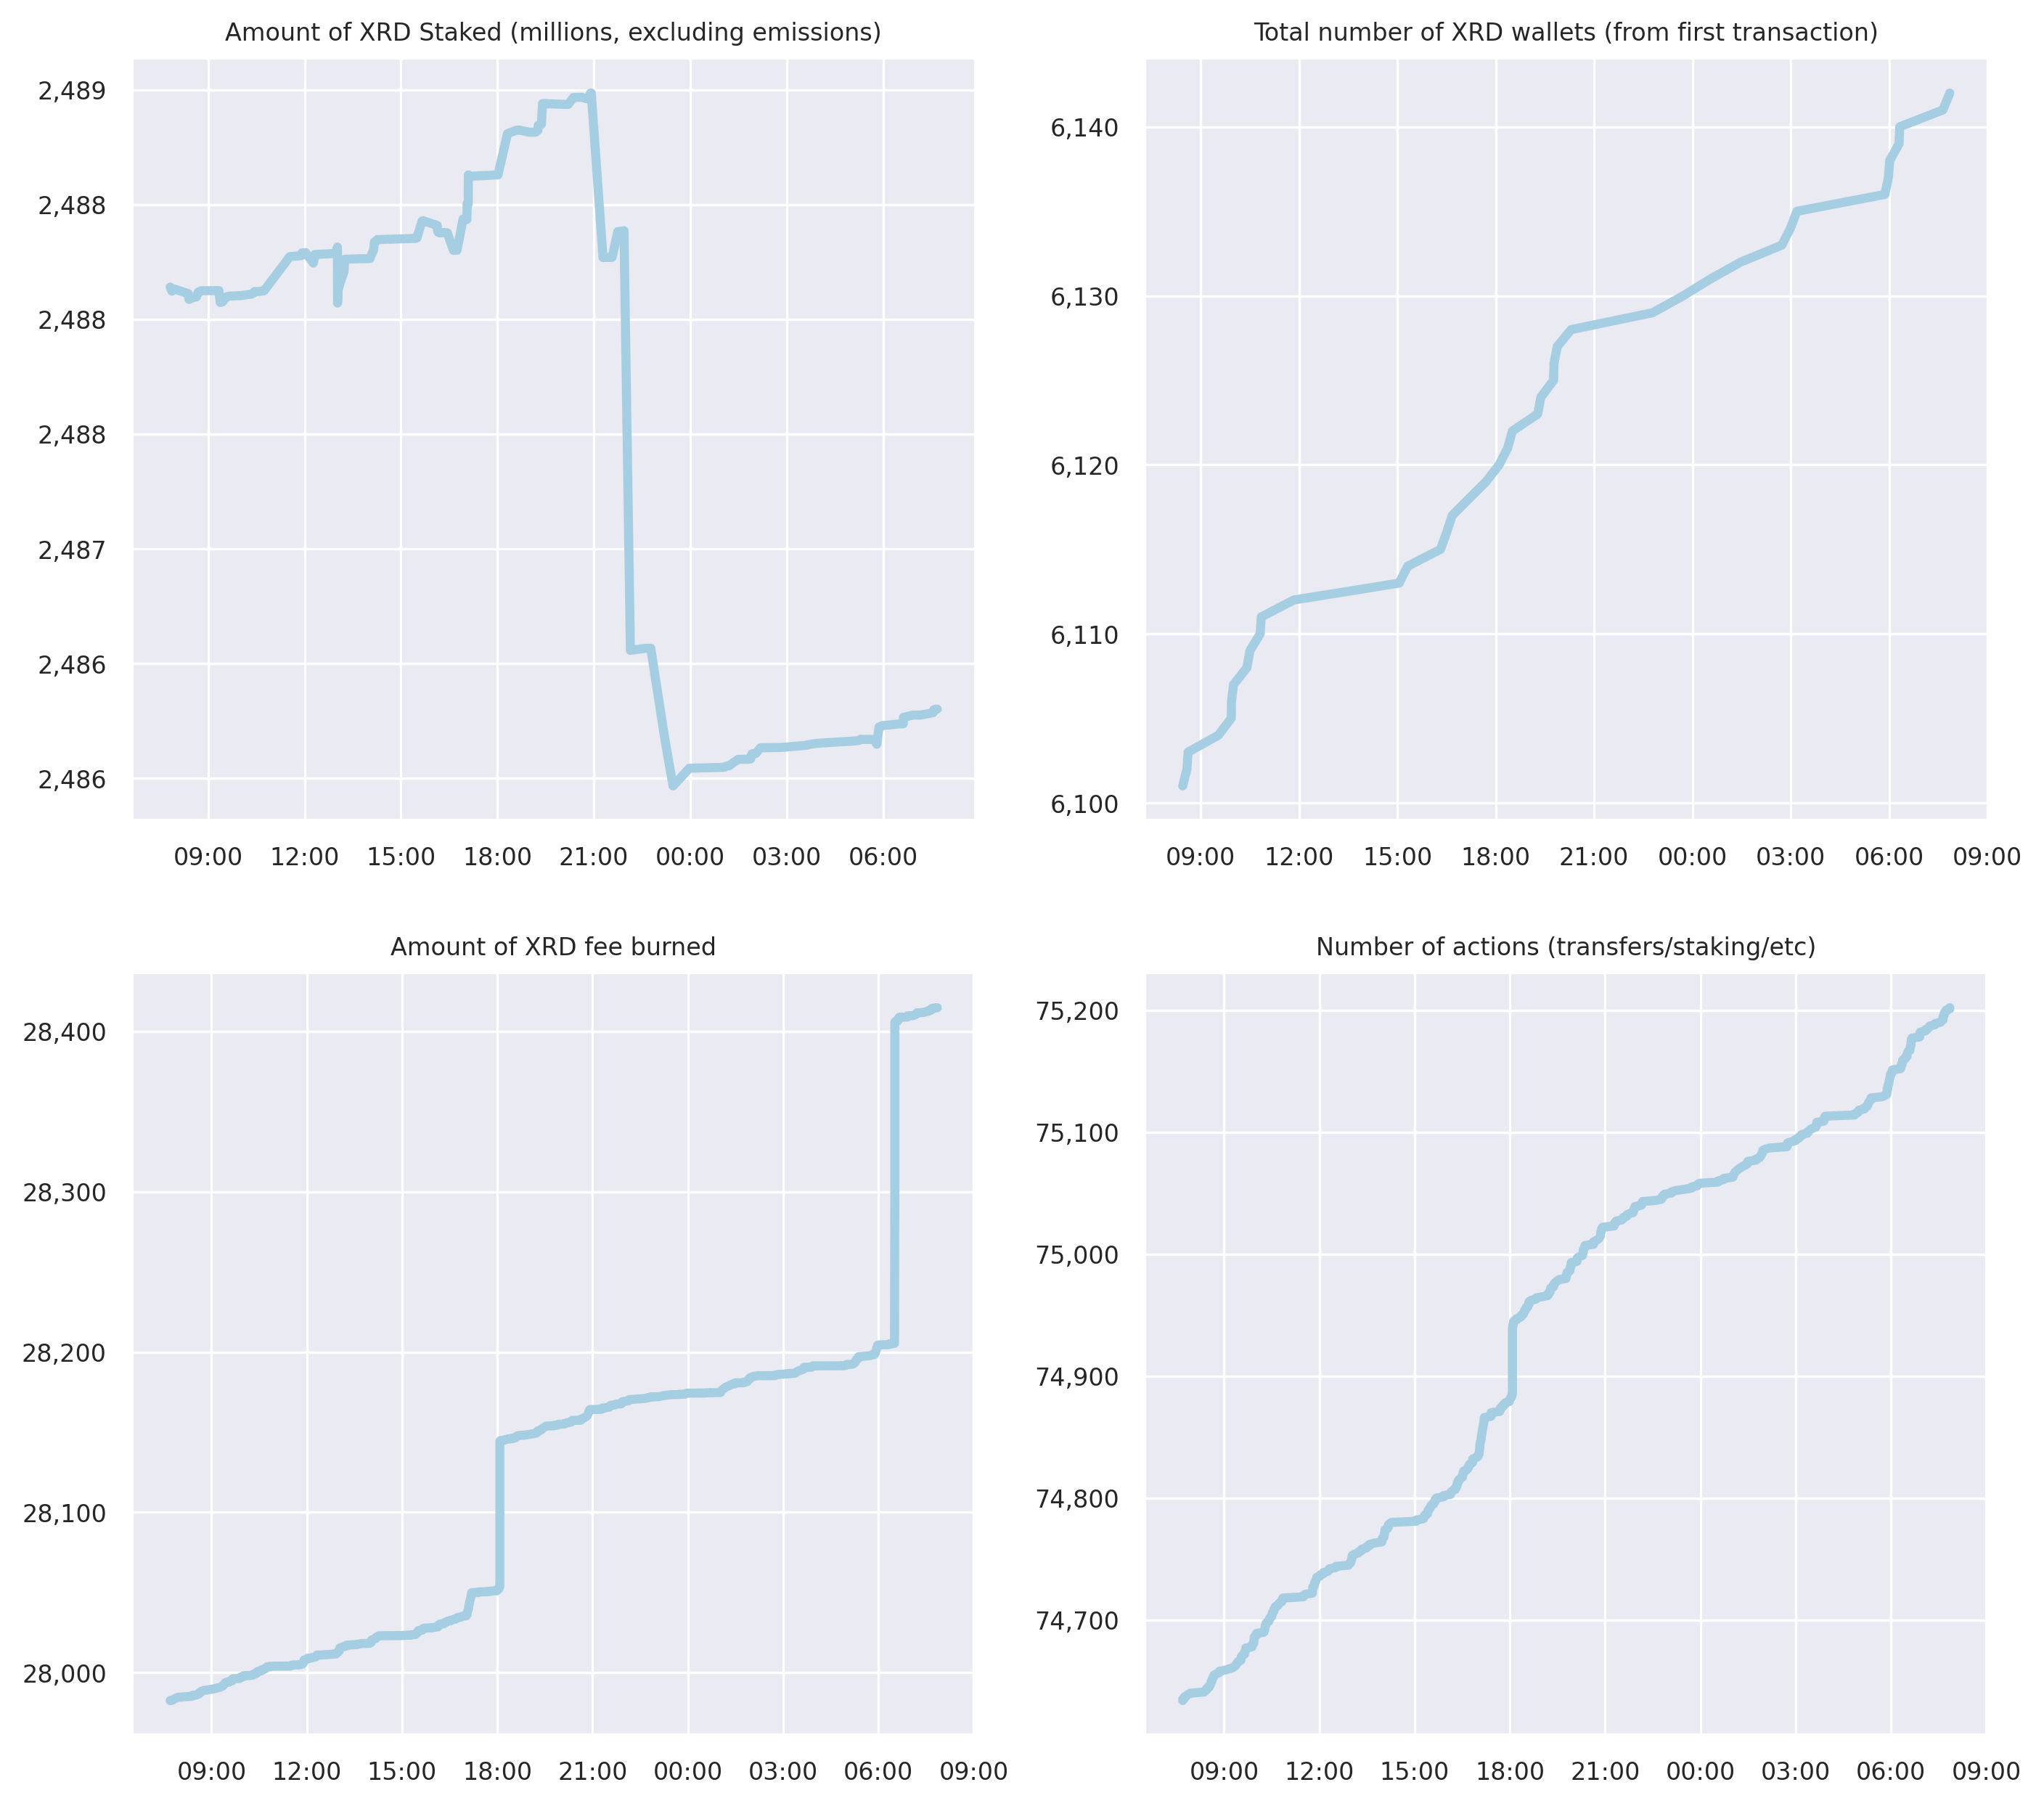 Amount of XRD Staked (millions, excluding emissions)
2,489
2,488
2,488
2,488
2,487
2,486
2,486
09:00 12:00 15:00 18:00 21:00 00:00 03:00 06:00
Total number of XRD wallets (from first transaction)
6,140
6,130
6,120
6,110
6,100
09:00 12:00 15:00 18:00 21:00 00:00 03:00 06:00 09:00
Amount of XRD fee burned
28,400
28,300
28,200
28,100
28,000
09:00 12:00 15:00 18:00 21:00 00:00 03:00 06:00 09:00
Number of actions (transfers/staking/etc)
75,200
75,100
75,000
74,900
74,800
74,700
09:00 12:00 15:00 18:00 21:00 00:00 03:00 06:00 09:00